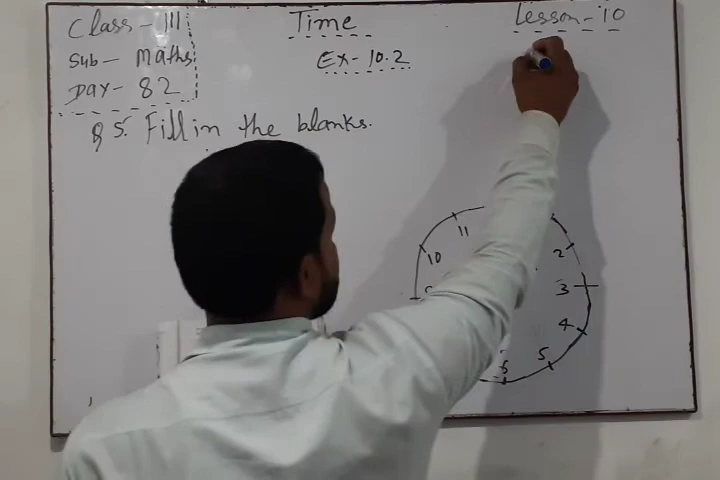 Class - III
Sub - Maths
Day - 82
Time
Ex - 10.2
Lesson - 10
Q 5. Fill in the blanks.
11
10
2
3
4
5
6